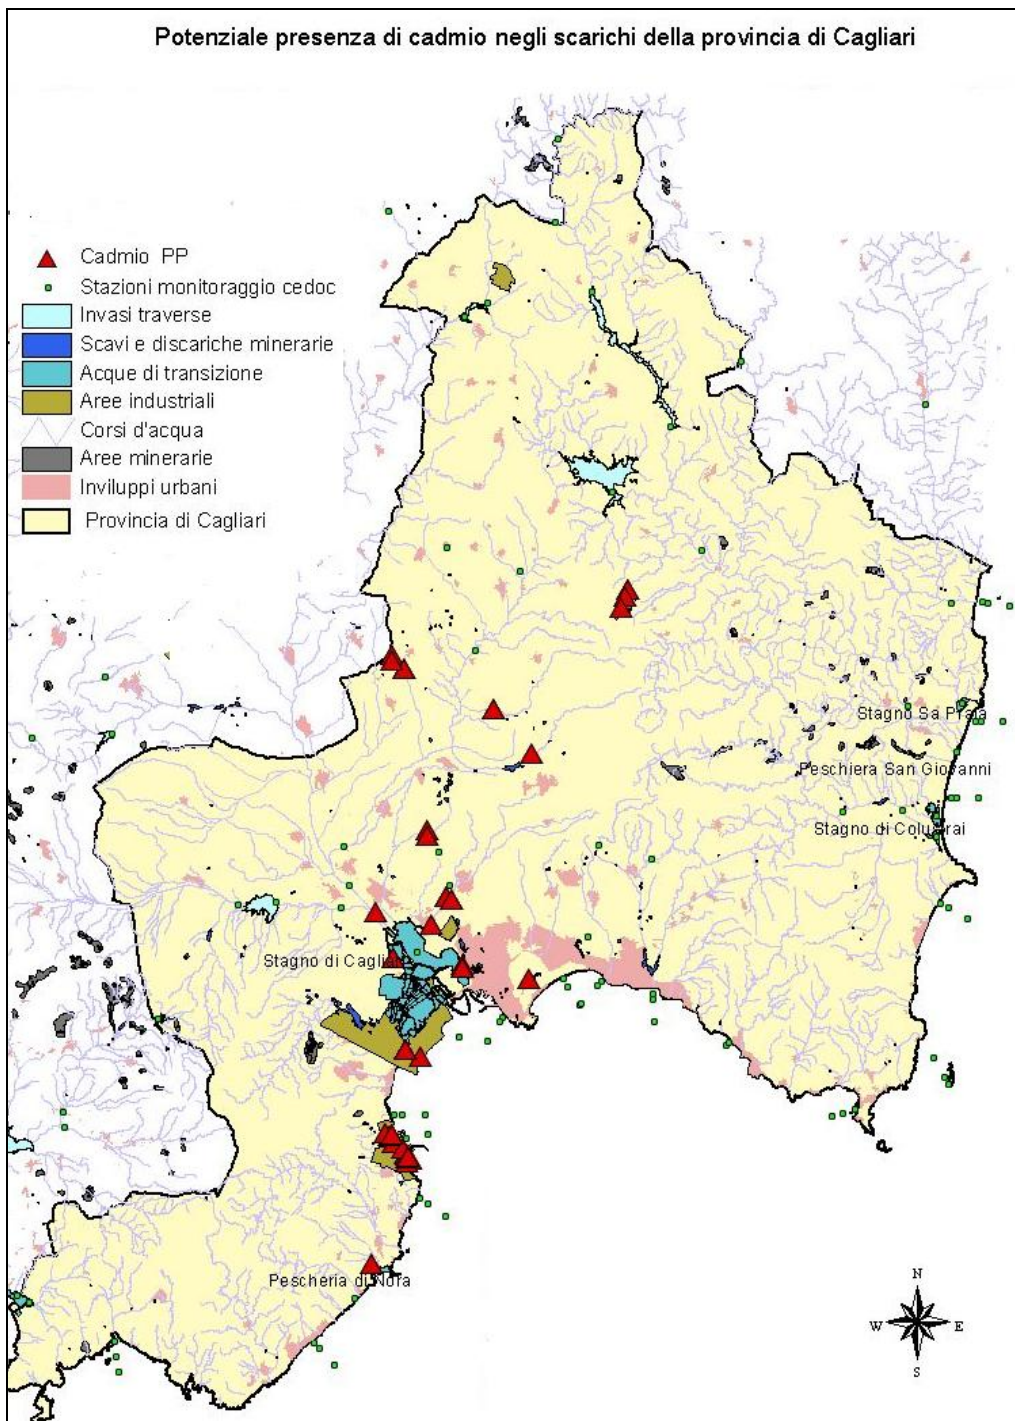 Potenziale presenza di cadmio negli scarichi della provincia di Cagliari
Cadmio PP
Stazioni monitoraggio cedoc
Invasi traverse
Scavi e discariche minerarie
Acque di transizione
Aree industriali
Corsi d'acqua
Aree minerarie
Inviluppi urbani
Provincia di Cagliari
Stagno Sa Praia
Peschiera San Giovanni
Stagno di Colustrai
Stagno di Cagliari
Pescheria di Nora
N
W E
S